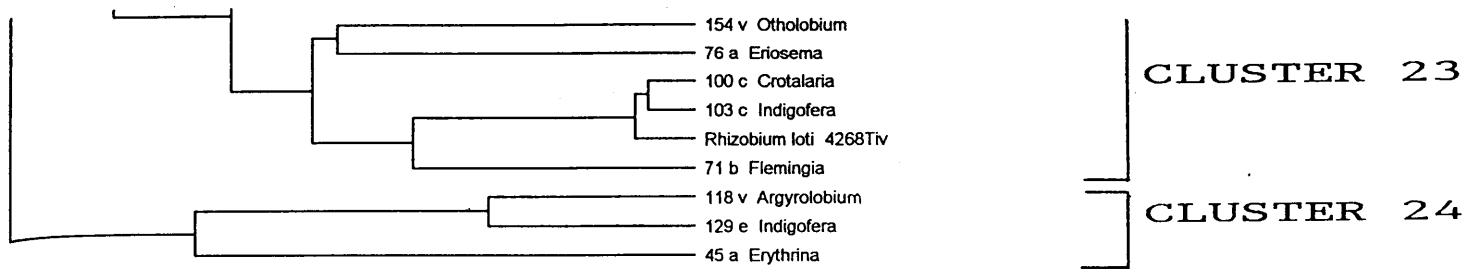 154 v Otholobium
76 a Eriosema
100 c Crotalaria
103 c Indigofera
Rhizobium loti 4268Tiv
71 b Flemingia
CLUSTER 23
118 v Argyrolobium
129 e Indigofera
45 a Erythrina
CLUSTER 24